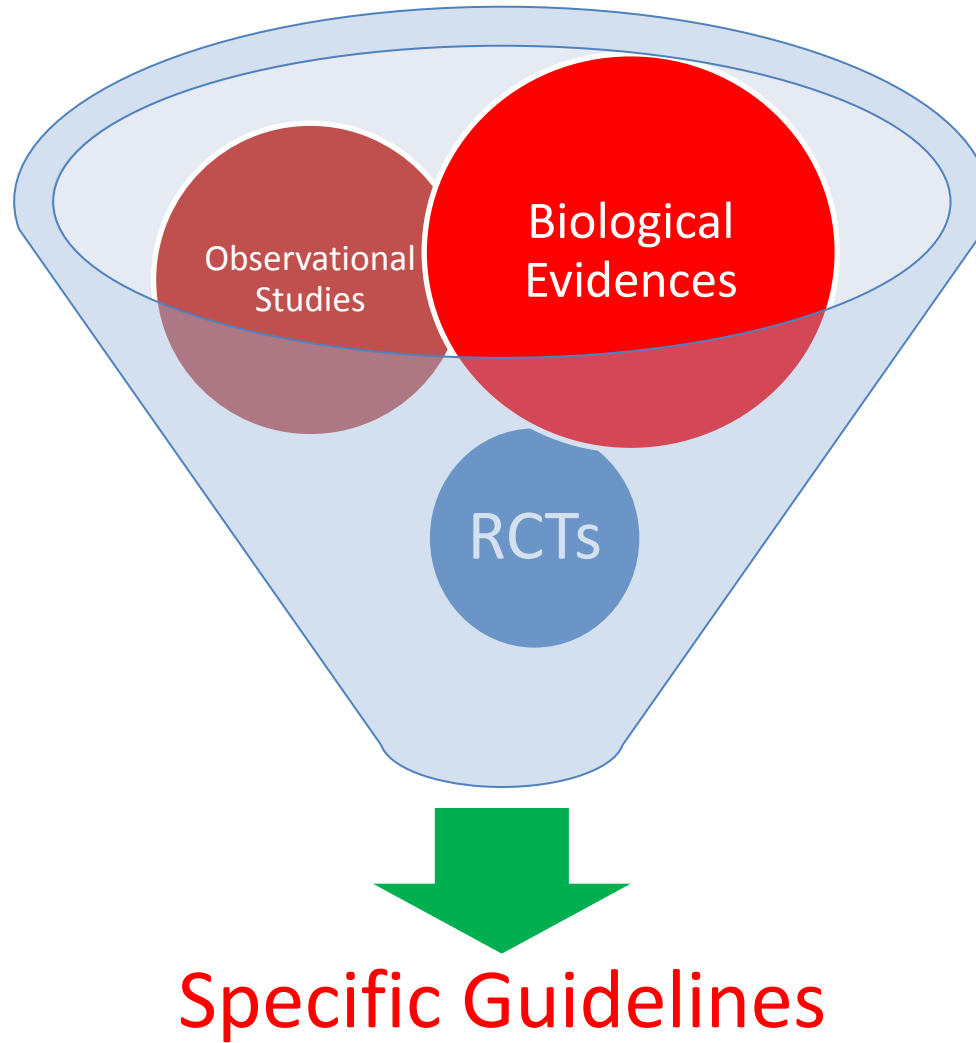 Observational
Studies
Biological
Evidences
RCTs
Specific Guidelines